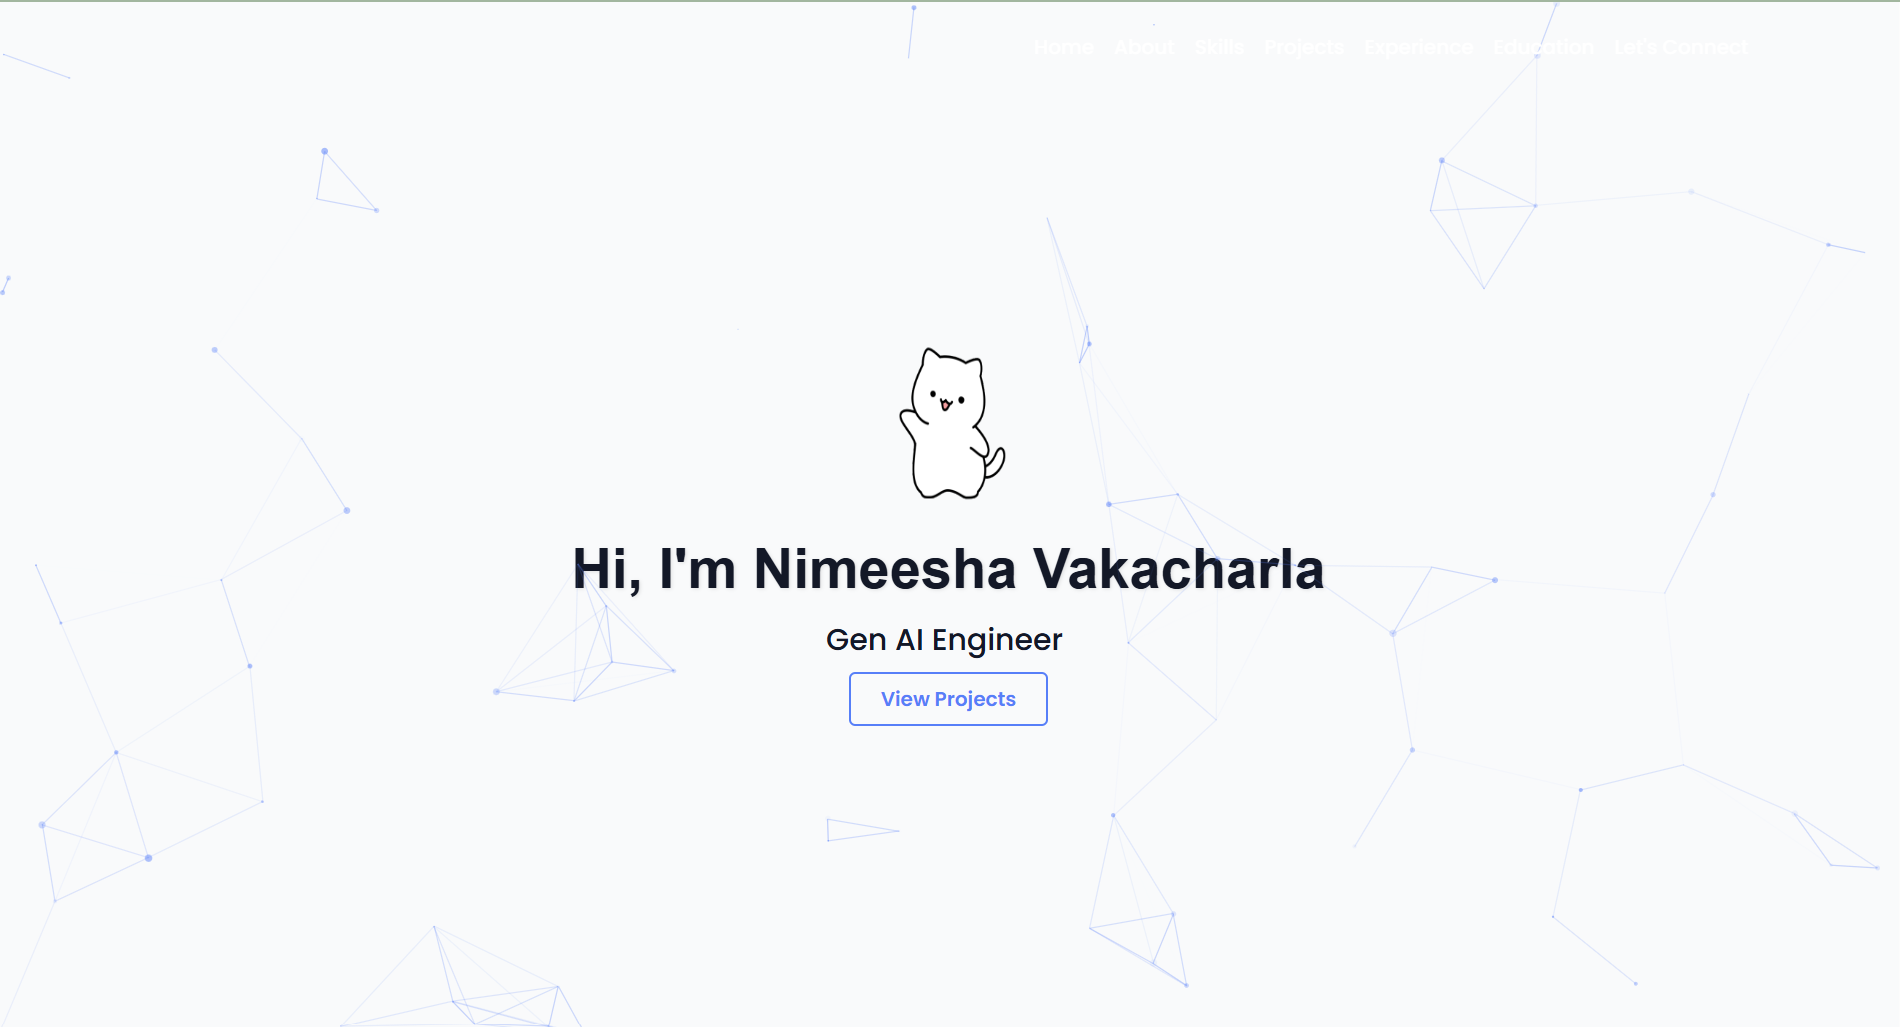 Home About Skills Projects Experience Education Let's Connect
Hi, I'm Nimeesha Vakacharla
Gen AI Engineer
View Projects